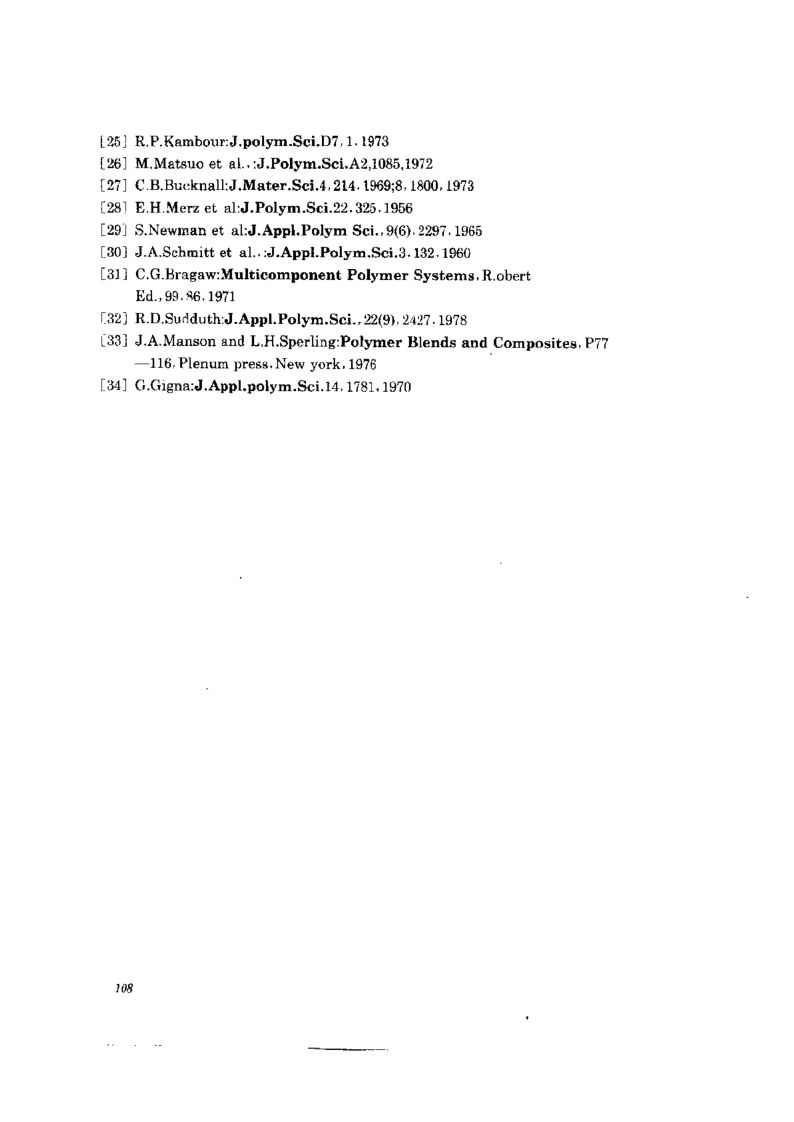 [25] R.P.Kambour:J.polym.Sci.D7, 1, 1973
[26] M.Matsuo et al.,:J.Polym.Sci.A2,1085,1972
[27] C.B.Bucknall:J.Mater.Sci.4, 214, 1969;8, 1800, 1973
[28] E.H.Merz et al:J.Polym.Sci.22, 325, 1956
[29] S.Newman et al:J.Appl.Polym Sci., 9(6), 2297, 1965
[30] J.A.Schmitt et al.,:J.Appl.Polym.Sci.3, 132, 1960
[31] C.G.Bragaw:Multicomponent Polymer Systems, R.obert
Ed., 99, 86, 1971
[32] R.D.Sudduth:J.Appl.Polym.Sci., 22(9), 2427, 1978
[33] J.A.Manson and L.H.Sperling:Polymer Blends and Composites, P77
—116, Plenum press, New york, 1976
[34] G.Gigna:J.Appl.polym.Sci.14, 1781, 1970
108